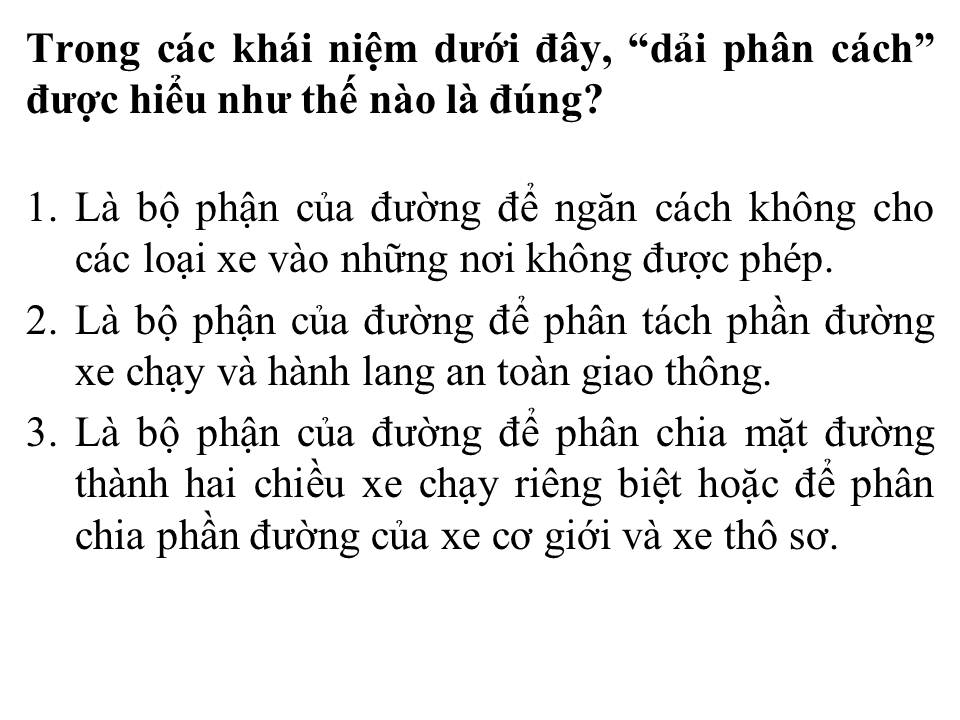 Trong các khái niệm dưới đây, “dải phân cách”
được hiểu như thế nào là đúng?
1. Là bộ phận của đường để ngăn cách không cho
các loại xe vào những nơi không được phép.
2. Là bộ phận của đường để phân tách phần đường
xe chạy và hành lang an toàn giao thông.
3. Là bộ phận của đường để phân chia mặt đường
thành hai chiều xe chạy riêng biệt hoặc để phân
chia phần đường của xe cơ giới và xe thô sơ.